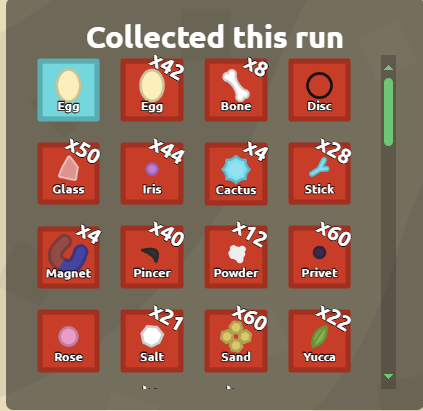 Collected this run
x42 x8
Egg Egg Bone Disc
x50 x44 x4 x28
Glass Iris Cactus Stick
x4 x40 x12 x60
Magnet Pincer Powder Privet
x21 x60 x22
Rose Salt Sand Yucca